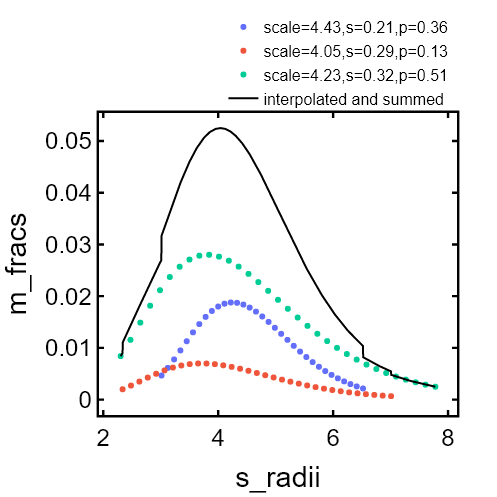 scale=4.43,s=0.21,p=0.36
scale=4.05,s=0.29,p=0.13
scale=4.23,s=0.32,p=0.51
interpolated and summed
0.05
0.04
0.03
0.02
0.01
0
m_fracs
2 4 6 8
s_radii